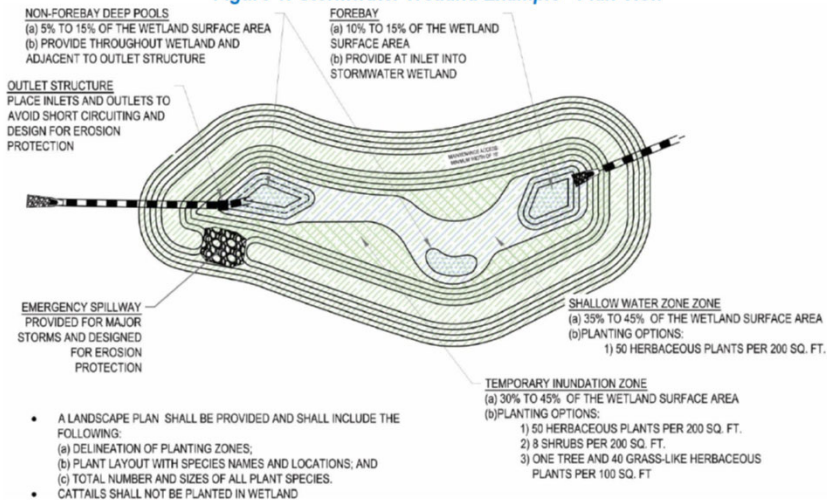 NON-FOREBAY DEEP POOLS
(a) 5% TO 15% OF THE WETLAND SURFACE AREA
(b) PROVIDE THROUGHOUT WETLAND AND
ADJACENT TO OUTLET STRUCTURE
FOREBAY
(a) 10% TO 15% OF THE WETLAND
SURFACE AREA
(b) PROVIDE AT INLET INTO
STORMWATER WETLAND
OUTLET STRUCTURE
PLACE INLETS AND OUTLETS TO
AVOID SHORT CIRCUITING AND
DESIGN FOR EROSION
PROTECTION
MAINTENANCE ACCESS
EMERGENCY SPILLWAY
PROVIDED FOR MAJOR
STORMS AND DESIGNED
FOR EROSION
PROTECTION
SHALLOW WATER ZONE ZONE
(a) 35% TO 45% OF THE WETLAND SURFACE AREA
(b)PLANTING OPTIONS:
1) 50 HERBACEOUS PLANTS PER 200 SQ. FT.
TEMPORARY INUNDATION ZONE
(a) 30% TO 45% OF THE WETLAND SURFACE AREA
(b)PLANTING OPTIONS:
1) 50 HERBACEOUS PLANTS PER 200 SQ. FT.
2) 8 SHRUBS PER 200 SQ. FT.
3) ONE TREE AND 40 GRASS-LIKE HERBACEOUS
PLANTS PER 100 SQ. FT
• A LANDSCAPE PLAN SHALL BE PROVIDED AND SHALL INCLUDE THE
FOLLOWING:
(a) DELINEATION OF PLANTING ZONES;
(b) PLANT LAYOUT WITH SPECIES NAMES AND LOCATIONS; AND
(c) TOTAL NUMBER AND SIZES OF ALL PLANT SPECIES.
• CATTAILS SHALL NOT BE PLANTED IN WETLAND